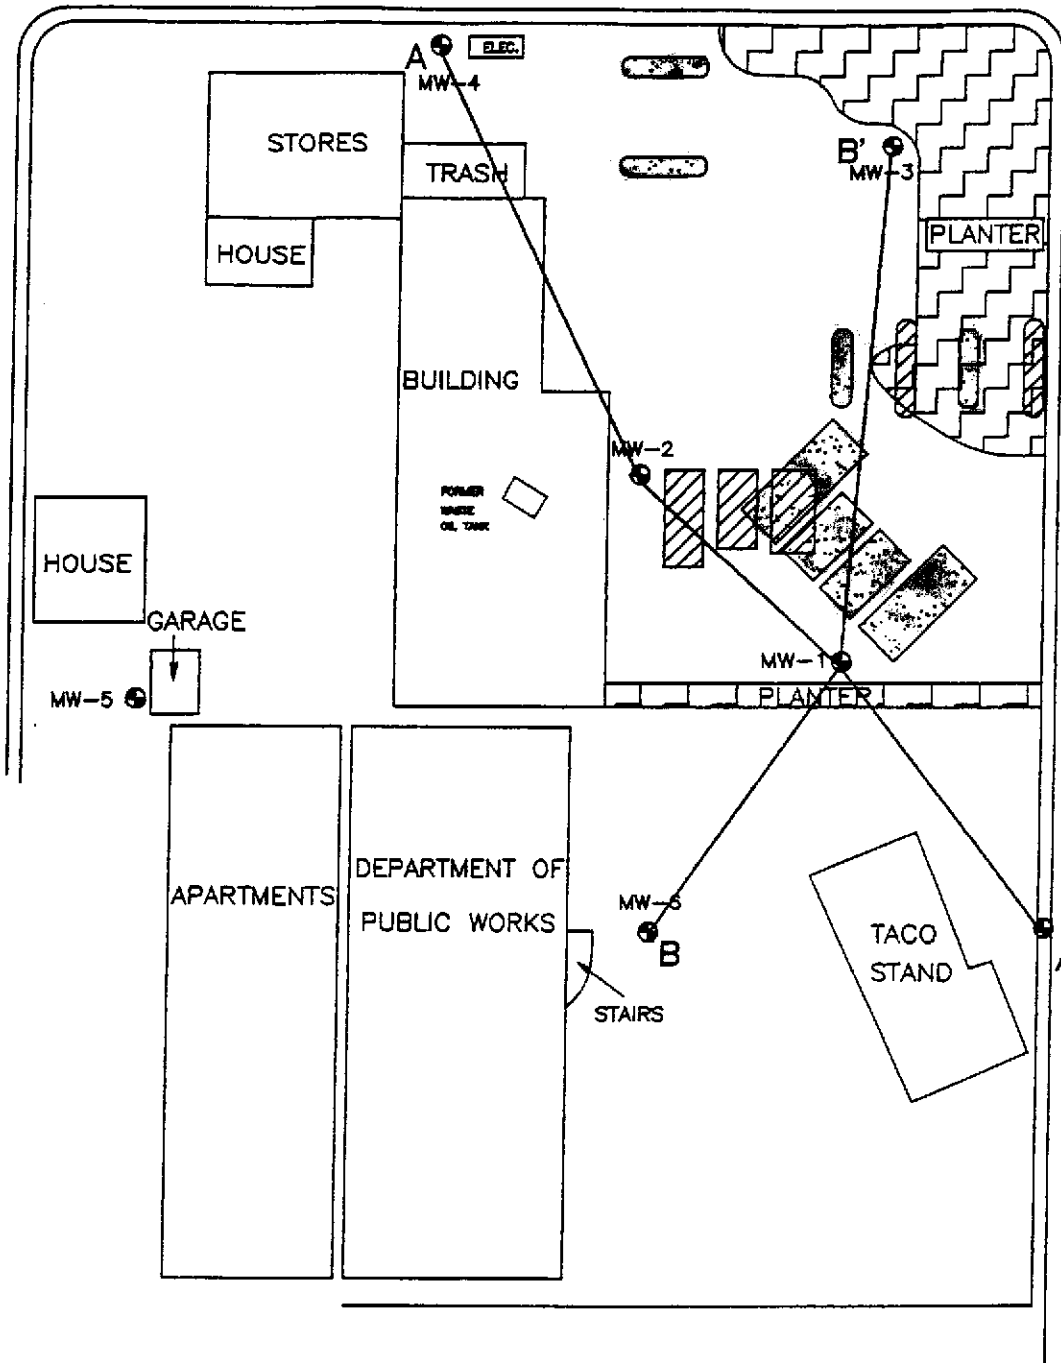 A
ELEC.
MW-4
STORES
TRASH
B'
MW-3
HOUSE
PLANTER
BUILDING
MW-2
FORMER
WASTE
OIL TANK
HOUSE
GARAGE
MW-5
MW-1
PLANTER
APARTMENTS
DEPARTMENT OF
PUBLIC WORKS
MW-6
B
STAIRS
TACO
STAND